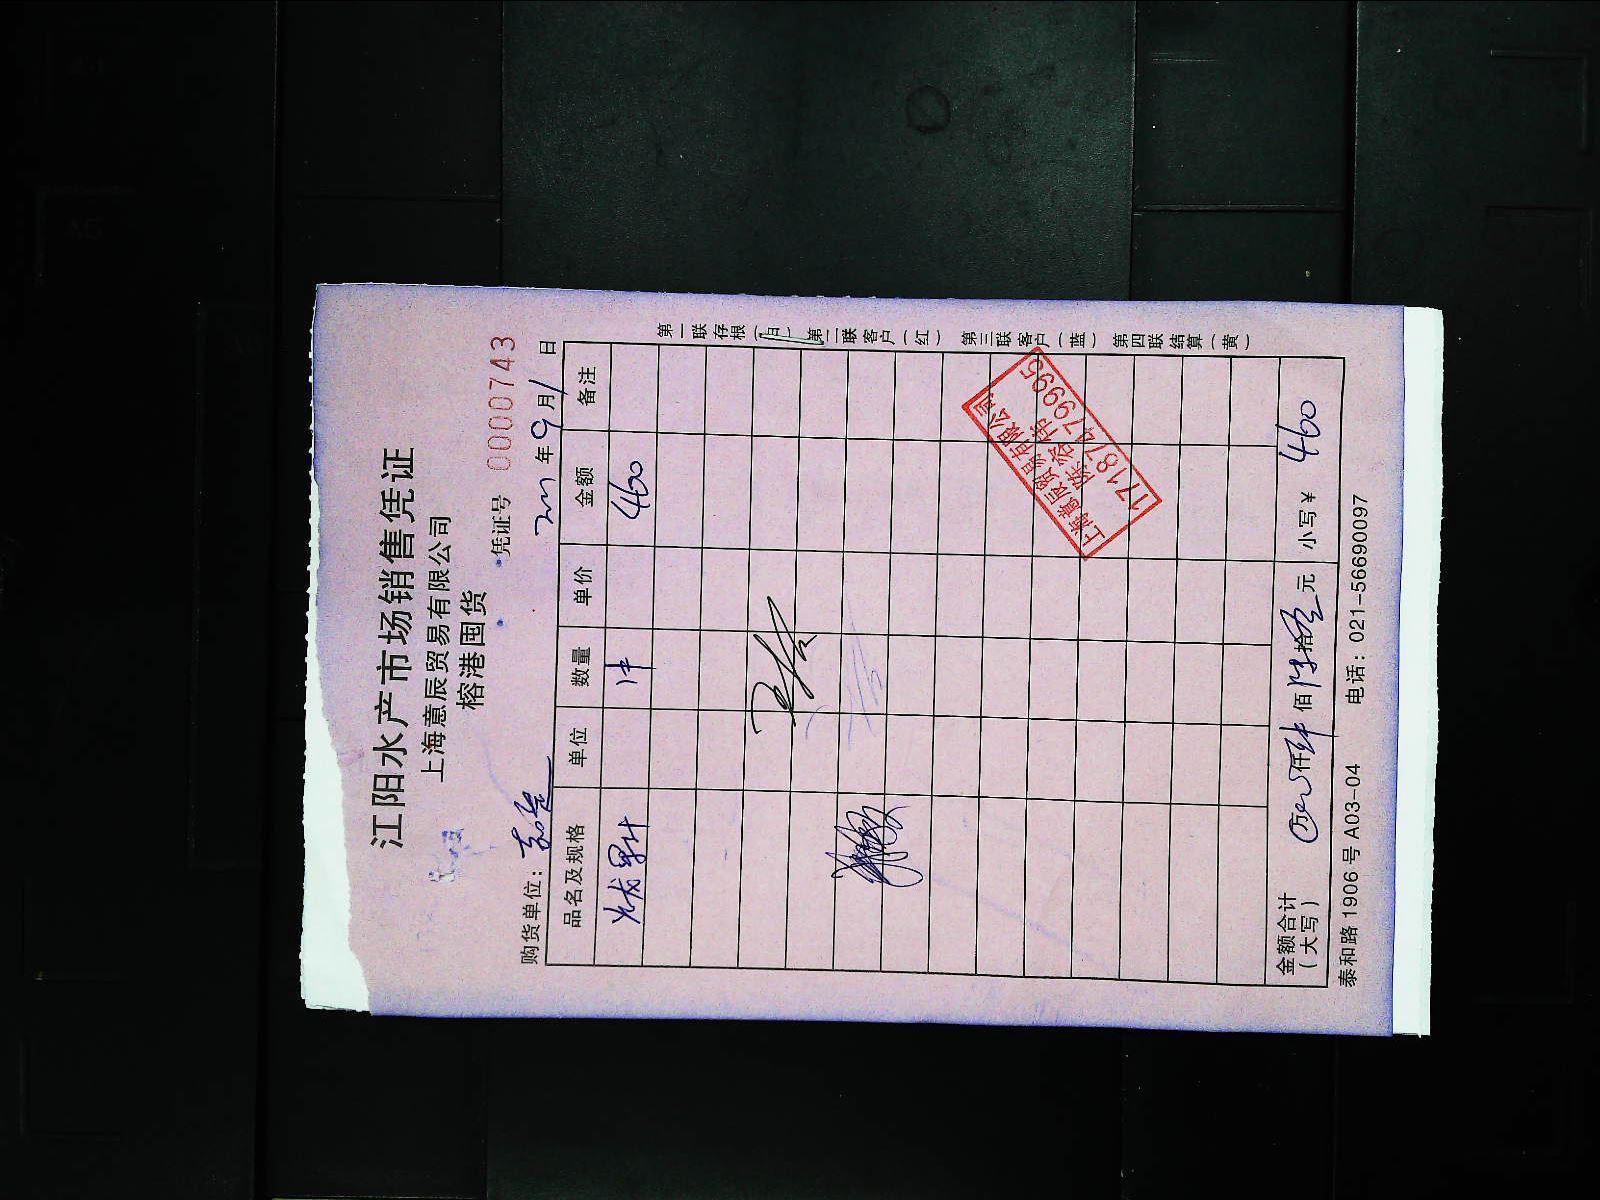 江阳水产市场销售凭证
上海意辰贸易有限公司
榕港囤货
凭证号 0000743
购货单位：
年 9 月 1 日
品名及规格 单位 数量 单价 金额 备注
460
金额合计（大写） 万 仟 佰 拾 元 小写¥ 460
泰和路1906号A03-04 电话：021-56690097
第一联存根（白） 第二联客户（红） 第三联客户（蓝） 第四联结算（黄）
上海意辰贸易有限公司
17187479995